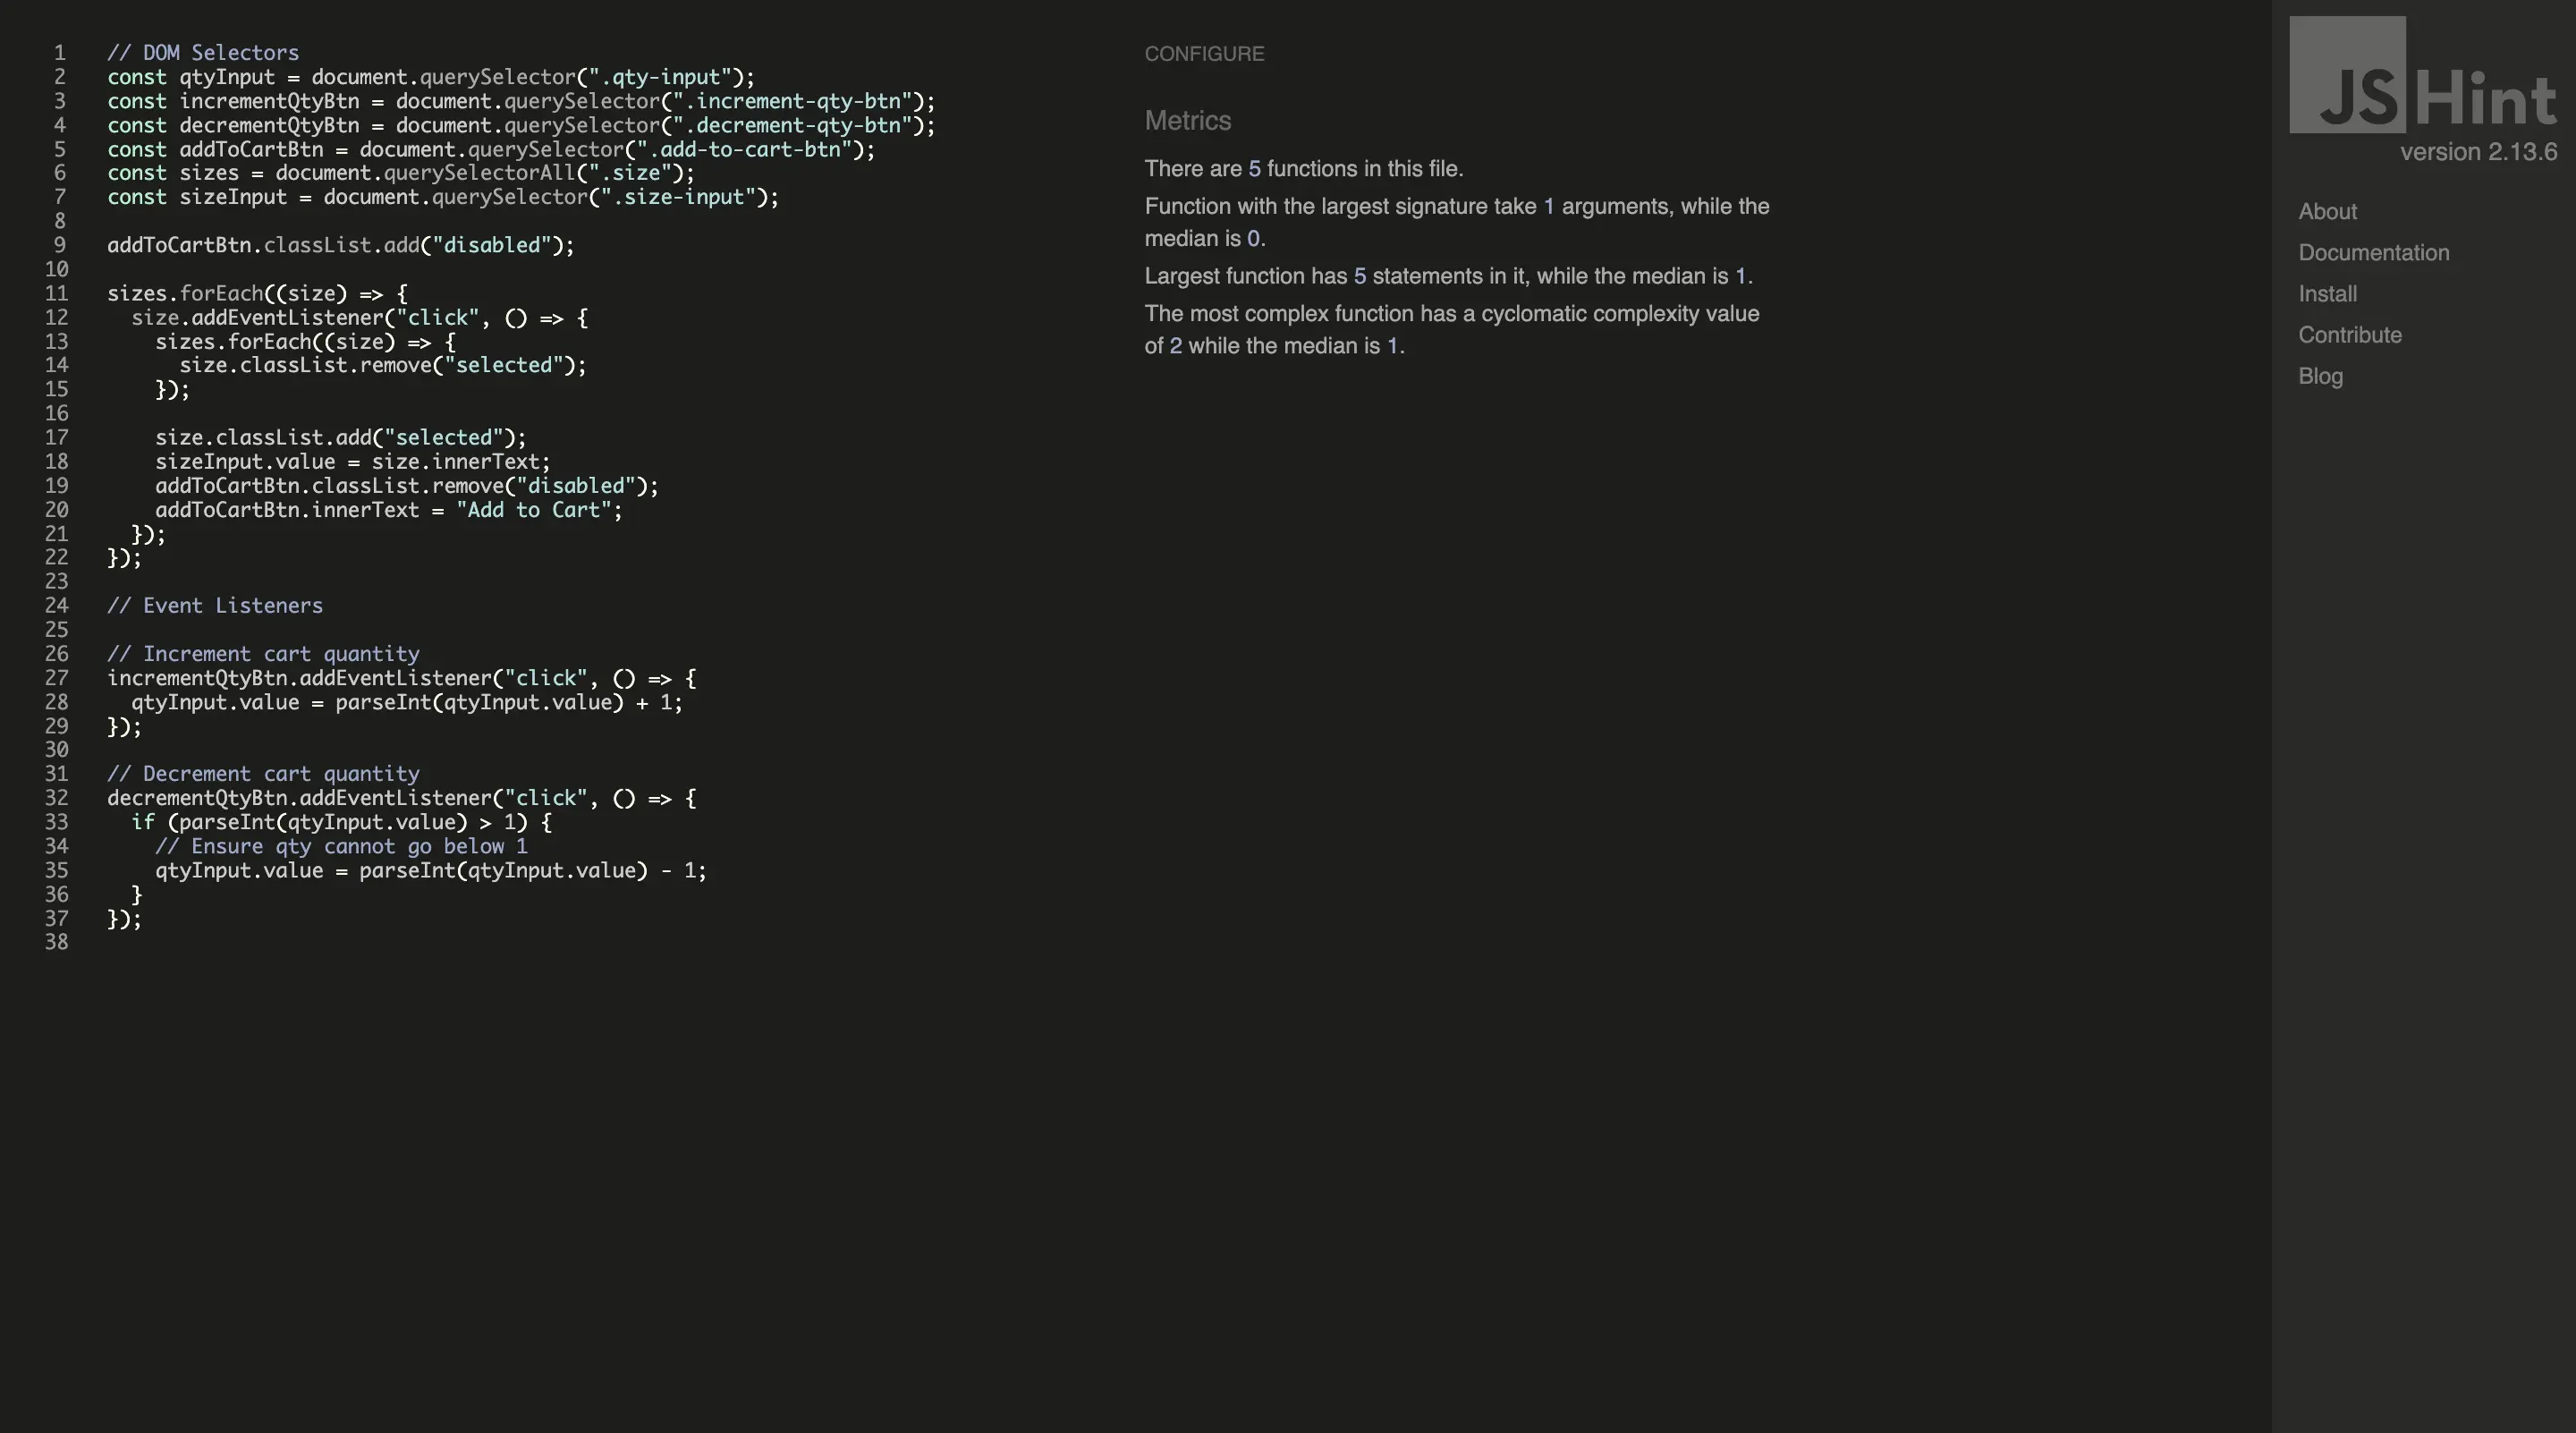 1 // DOM Selectors
2 const qtyInput = document.querySelector(".qty-input");
3 const incrementQtyBtn = document.querySelector(".increment-qty-btn");
4 const decrementQtyBtn = document.querySelector(".decrement-qty-btn");
5 const addToCartBtn = document.querySelector(".add-to-cart-btn");
6 const sizes = document.querySelectorAll(".size");
7 const sizeInput = document.querySelector(".size-input");
8
9 addToCartBtn.classList.add("disabled");
10
11 sizes.forEach((size) => {
12   size.addEventListener("click", () => {
13     sizes.forEach((size) => {
14       size.classList.remove("selected");
15     });
16
17     size.classList.add("selected");
18     sizeInput.value = size.innerText;
19     addToCartBtn.classList.remove("disabled");
20     addToCartBtn.innerText = "Add to Cart";
21   });
22 });
23
24 // Event Listeners
25
26 // Increment cart quantity
27 incrementQtyBtn.addEventListener("click", () => {
28   qtyInput.value = parseInt(qtyInput.value) + 1;
29 });
30
31 // Decrement cart quantity
32 decrementQtyBtn.addEventListener("click", () => {
33   if (parseInt(qtyInput.value) > 1) {
34     // Ensure qty cannot go below 1
35     qtyInput.value = parseInt(qtyInput.value) - 1;
36   }
37 });
38
CONFIGURE
Metrics
There are 5 functions in this file.
Function with the largest signature take 1 arguments, while the
median is 0.
Largest function has 5 statements in it, while the median is 1.
The most complex function has a cyclomatic complexity value
of 2 while the median is 1.
JSHint
version 2.13.6
About
Documentation
Install
Contribute
Blog